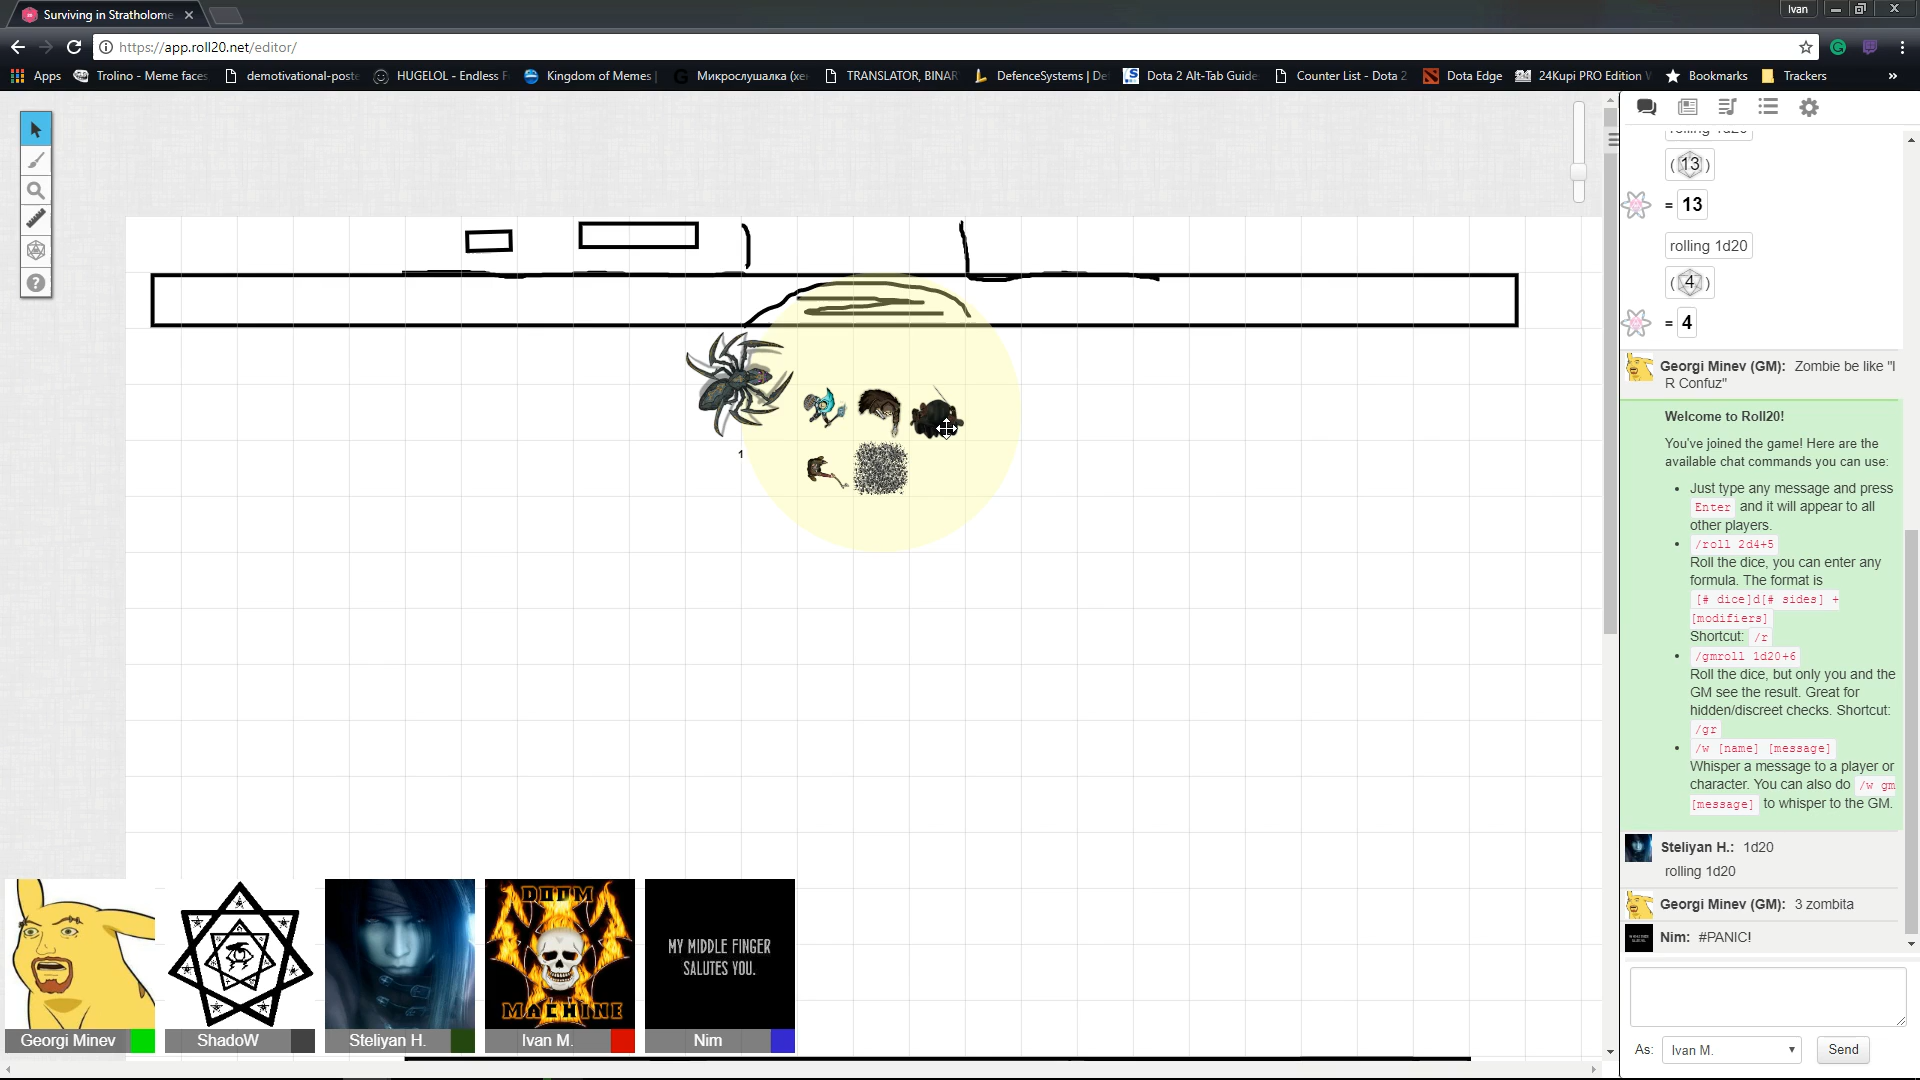 Surviving in Stratholome
Ivan
https://app.roll20.net/editor/
Apps
Trolino - Meme faces
demotivational-poste
HUGELOL - Endless F
Kingdom of Memes |
Микрослушалка (хе
TRANSLATOR, BINAR
DefenceSystems | De
Dota 2 Alt-Tab Guide
Counter List - Dota 2
Dota Edge
24Kupi PRO Edition V
Bookmarks
Trackers
»
rolling 1d20
(13)
= 13
rolling 1d20
(4)
= 4
Georgi Minev (GM): Zombie be like "I
R Confuz"
Welcome to Roll20!
You've joined the game! Here are the
available chat commands you can use:
• Just type any message and press
Enter and it will appear to all
other players.
• /roll 2d4+5
Roll the dice, you can enter any
formula. The format is
[# dice]d[# sides] +
[modifiers]
Shortcut: /r
• /gmroll 1d20+6
Roll the dice, but only you and the
GM see the result. Great for
hidden/discreet checks. Shortcut:
/gr
• /w [name] [message]
Whisper a message to a player or
character. You can also do /w gm
[message] to whisper to the GM.
Steliyan H.: 1d20
rolling 1d20
Georgi Minev (GM): 3 zombita
Nim: #PANIC!
As: Ivan M.
Send
1
DOOM
MACHINE
MY MIDDLE FINGER
SALUTES YOU.
Georgi Minev
ShadoW
Steliyan H.
Ivan M.
Nim